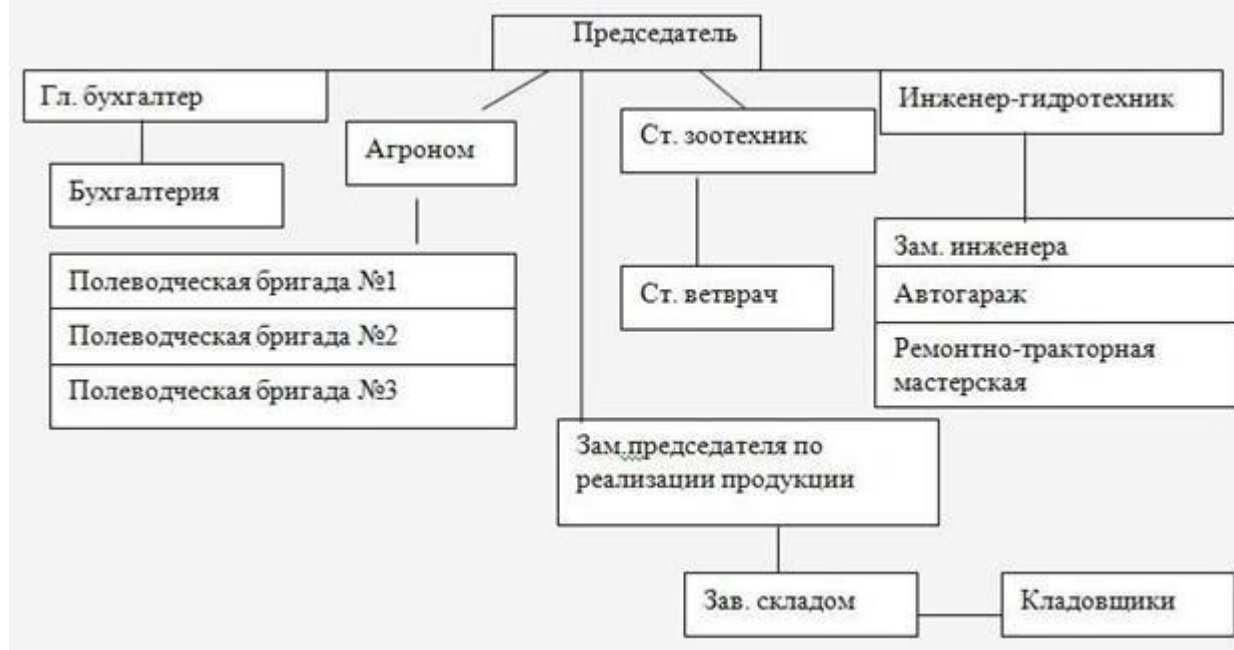 Председатель
Гл. бухгалтер
Инженер-гидротехник
Агроном
Ст. зоотехник
Бухгалтерия
Зам. инженера
Полеводческая бригада №1
Ст. ветврач
Автогараж
Полеводческая бригада №2
Ремонтно-тракторная
мастерская
Полеводческая бригада №3
Зам.председателя по
реализации продукции
Зав. складом
Кладовщики